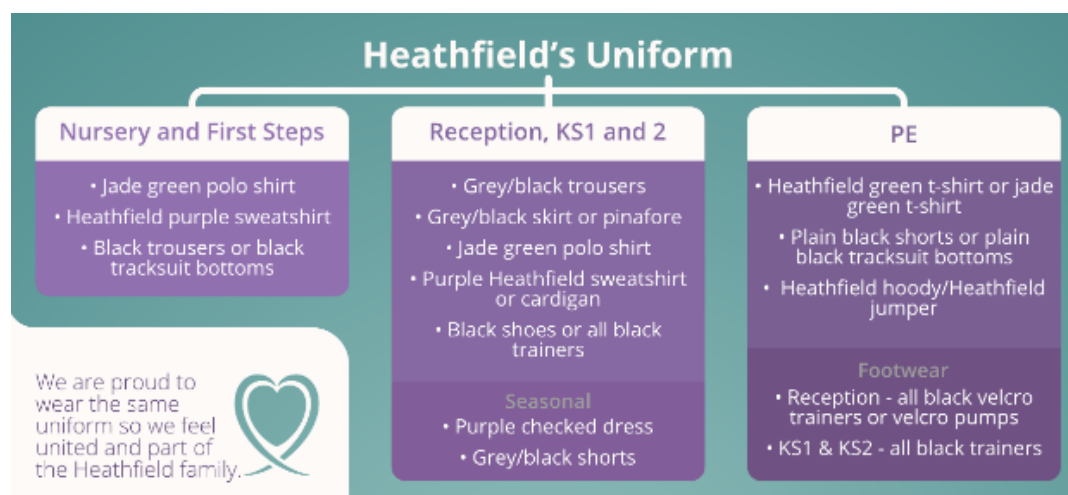 Heathfield's Uniform
Nursery and First Steps
• Jade green polo shirt
• Heathfield purple sweatshirt
• Black trousers or black
tracksuit bottoms
We are proud to
wear the same
uniform so we feel
united and part of
the Heathfield family.
Reception, KS1 and 2
• Grey/black trousers
• Grey/black skirt or pinafore
• Jade green polo shirt
• Purple Heathfield sweatshirt
or cardigan
• Black shoes or all black
trainers
Seasonal
• Purple checked dress
• Grey/black shorts
PE
• Heathfield green t-shirt or jade
green t-shirt
• Plain black shorts or plain
black tracksuit bottoms
• Heathfield hoody/Heathfield
jumper
Footwear
• Reception - all black velcro
trainers or velcro pumps
• KS1 & KS2 - all black trainers